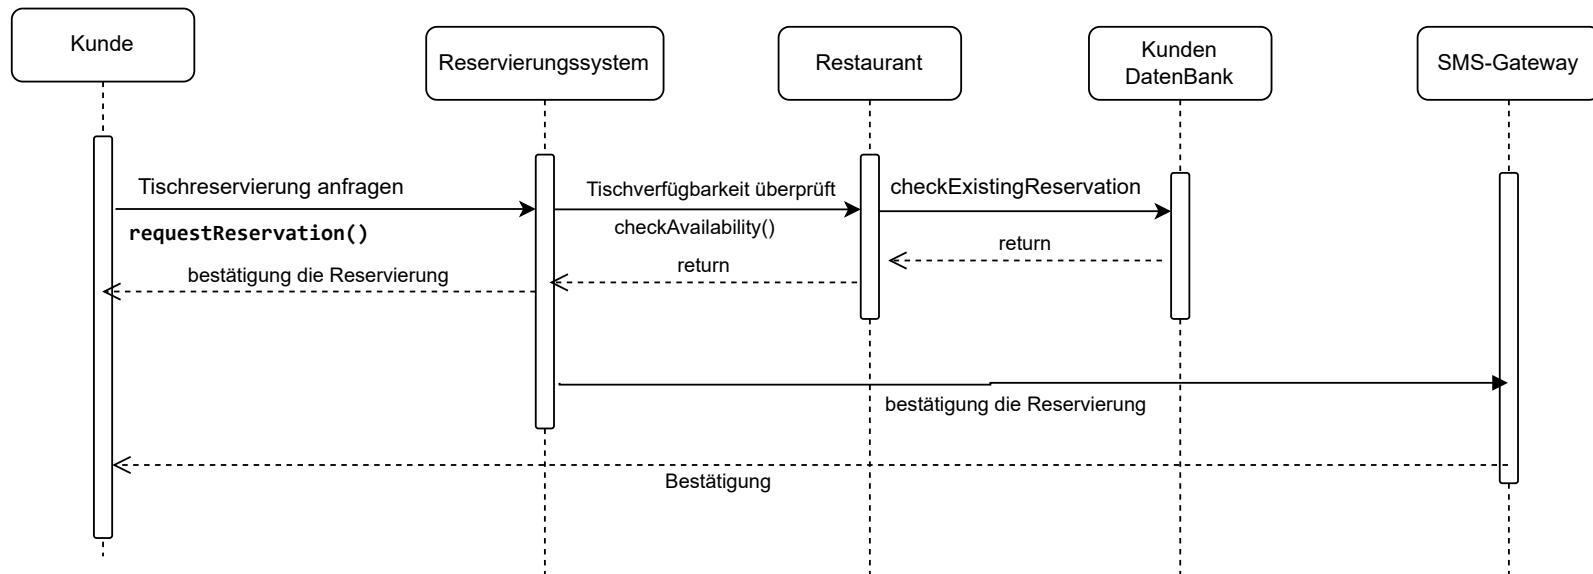 Kunde
Reservierungssystem
Restaurant
Kunden
DatenBank
SMS-Gateway
Tischreservierung anfragen
requestReservation()
Tischverfügbarkeit überprüft
checkAvailability()
checkExistingReservation
return
return
bestätigung die Reservierung
bestätigung die Reservierung
Bestätigung